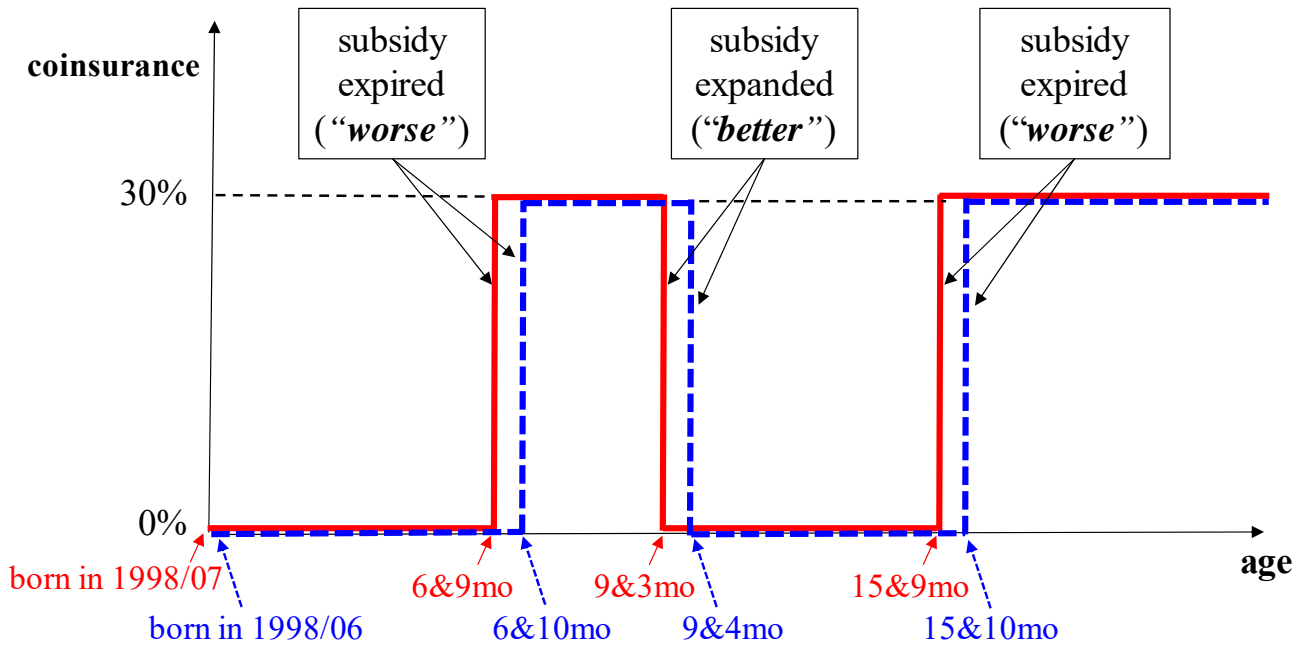 coinsurance
subsidy
expired
(“worse”)
subsidy
expanded
(“better”)
subsidy
expired
(“worse”)
30%
0%
age
born in 1998/07
6&9mo
9&3mo
15&9mo
born in 1998/06
6&10mo
9&4mo
15&10mo